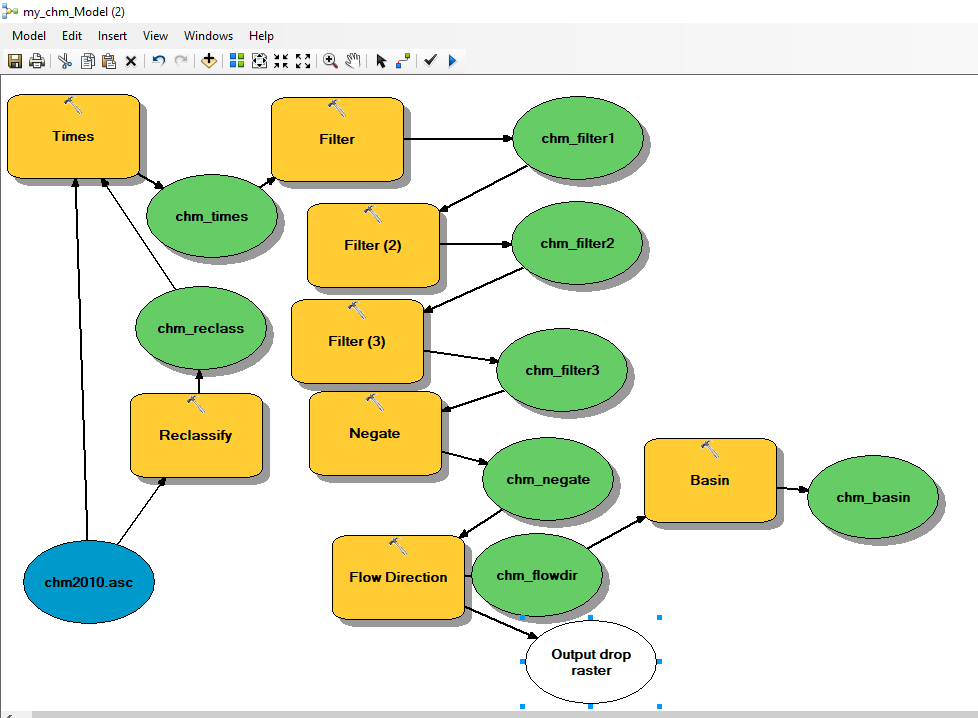 my_chm_Model (2)
Model Edit Insert View Windows Help
Times
Filter
chm_filter1
chm_times
Filter (2)
chm_filter2
chm_reclass
Filter (3)
chm_filter3
Reclassify
Negate
chm_negate
Basin
chm_basin
chm2010.asc
Flow Direction
chm_flowdir
Output drop
raster